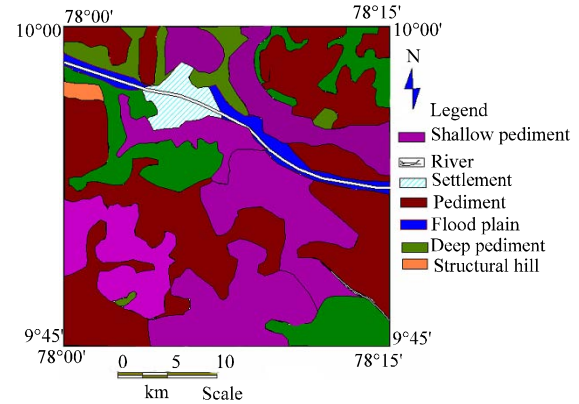 78°00' 78°15'
10°00 10°00'
N
Legend
Shallow pediment
River
Settlement
Pediment
Flood plain
Deep pediment
Structural hill
9°45' 9°45'
78°00' 78°15'
0 5 10
km Scale